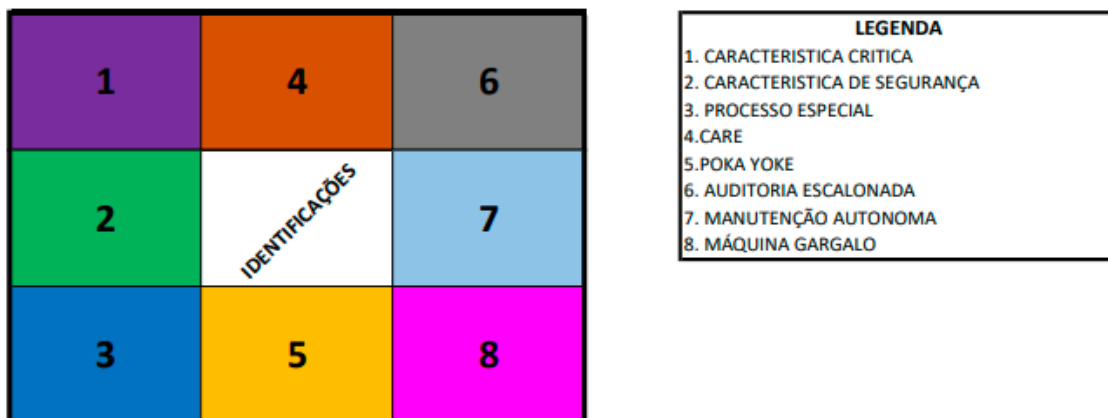 1
4
6
2
IDENTIFICAÇÕES
7
3
5
8
LEGENDA
1. CARACTERISTICA CRITICA
2. CARACTERISTICA DE SEGURANÇA
3. PROCESSO ESPECIAL
4.CARE
5.POKA YOKE
6. AUDITORIA ESCALONADA
7. MANUTENÇÃO AUTONOMA
8. MÁQUINA GARGALO